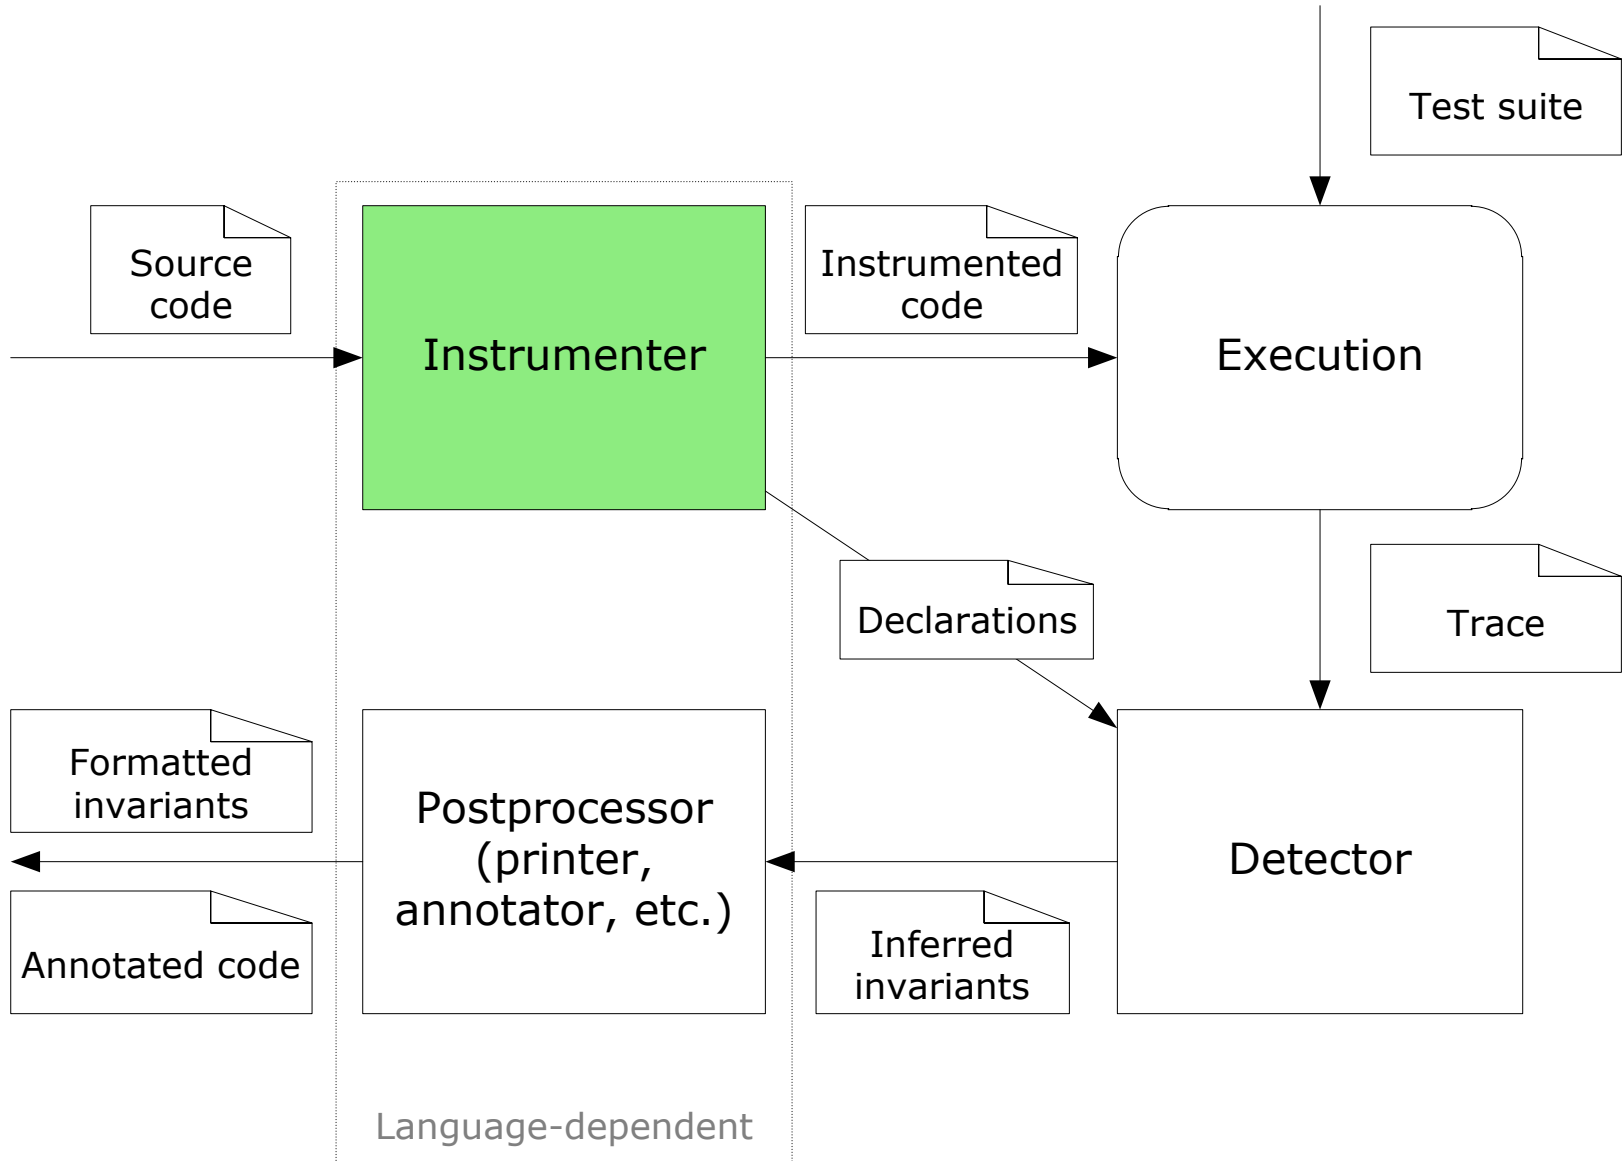 Test suite
Source
code
Instrumenter
Instrumented
code
Execution
Declarations
Trace
Formatted
invariants
Postprocessor
(printer,
annotator, etc.)
Detector
Annotated code
Inferred
invariants
Language-dependent